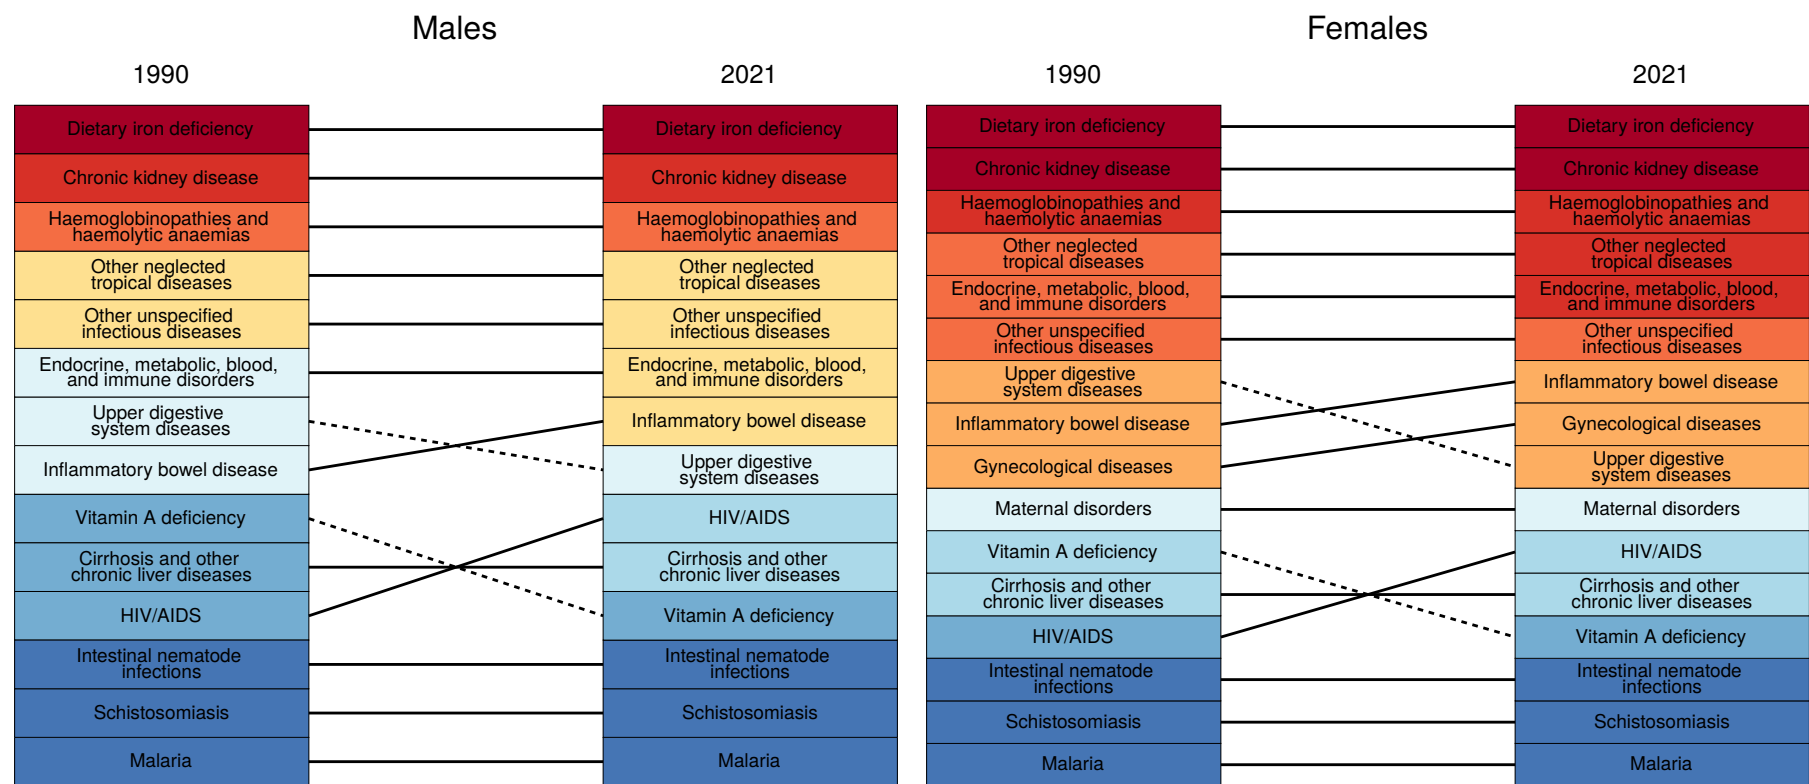 Males
1990
2021
Dietary iron deficiency
Chronic kidney disease
Haemoglobinopathies and
haemolytic anaemias
Other neglected
tropical diseases
Other unspecified
infectious diseases
Endocrine, metabolic, blood,
and immune disorders
Upper digestive
system diseases
Inflammatory bowel disease
Vitamin A deficiency
Cirrhosis and other
chronic liver diseases
HIV/AIDS
Intestinal nematode
infections
Schistosomiasis
Malaria
Dietary iron deficiency
Chronic kidney disease
Haemoglobinopathies and
haemolytic anaemias
Other neglected
tropical diseases
Other unspecified
infectious diseases
Endocrine, metabolic, blood,
and immune disorders
Inflammatory bowel disease
Upper digestive
system diseases
HIV/AIDS
Cirrhosis and other
chronic liver diseases
Vitamin A deficiency
Intestinal nematode
infections
Schistosomiasis
Malaria
Females
1990
2021
Dietary iron deficiency
Chronic kidney disease
Haemoglobinopathies and
haemolytic anaemias
Other neglected
tropical diseases
Endocrine, metabolic, blood,
and immune disorders
Other unspecified
infectious diseases
Upper digestive
system diseases
Inflammatory bowel disease
Gynecological diseases
Maternal disorders
Vitamin A deficiency
Cirrhosis and other
chronic liver diseases
HIV/AIDS
Intestinal nematode
infections
Schistosomiasis
Malaria
Dietary iron deficiency
Chronic kidney disease
Haemoglobinopathies and
haemolytic anaemias
Other neglected
tropical diseases
Endocrine, metabolic, blood,
and immune disorders
Other unspecified
infectious diseases
Inflammatory bowel disease
Gynecological diseases
Upper digestive
system diseases
Maternal disorders
HIV/AIDS
Cirrhosis and other
chronic liver diseases
Vitamin A deficiency
Intestinal nematode
infections
Schistosomiasis
Malaria